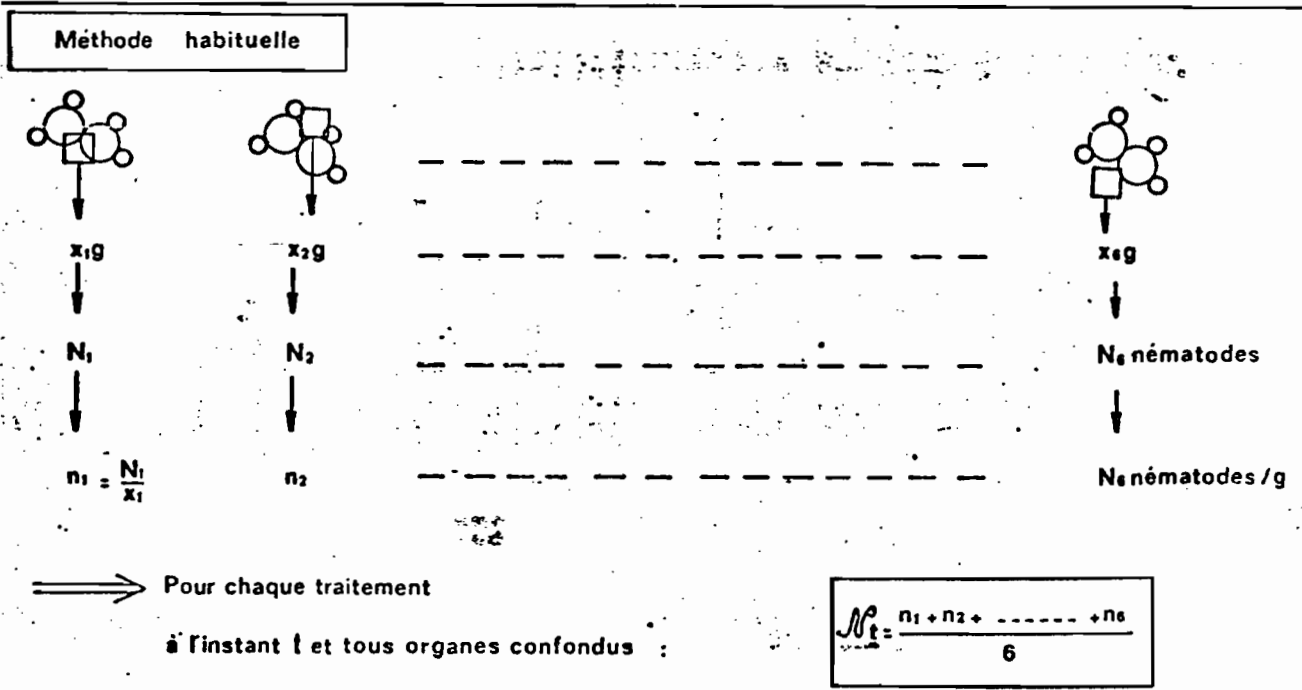 Méthode habituelle
x₁g x₂g x₆g
N₁ N₂ N₆ nématodes
n₁ = N₁/x₁ n₂ N₆ nématodes/g
Pour chaque traitement
à l'instant t et tous organes confondus :
𝒩t = n₁ + n₂ + ------ + n₆ / 6